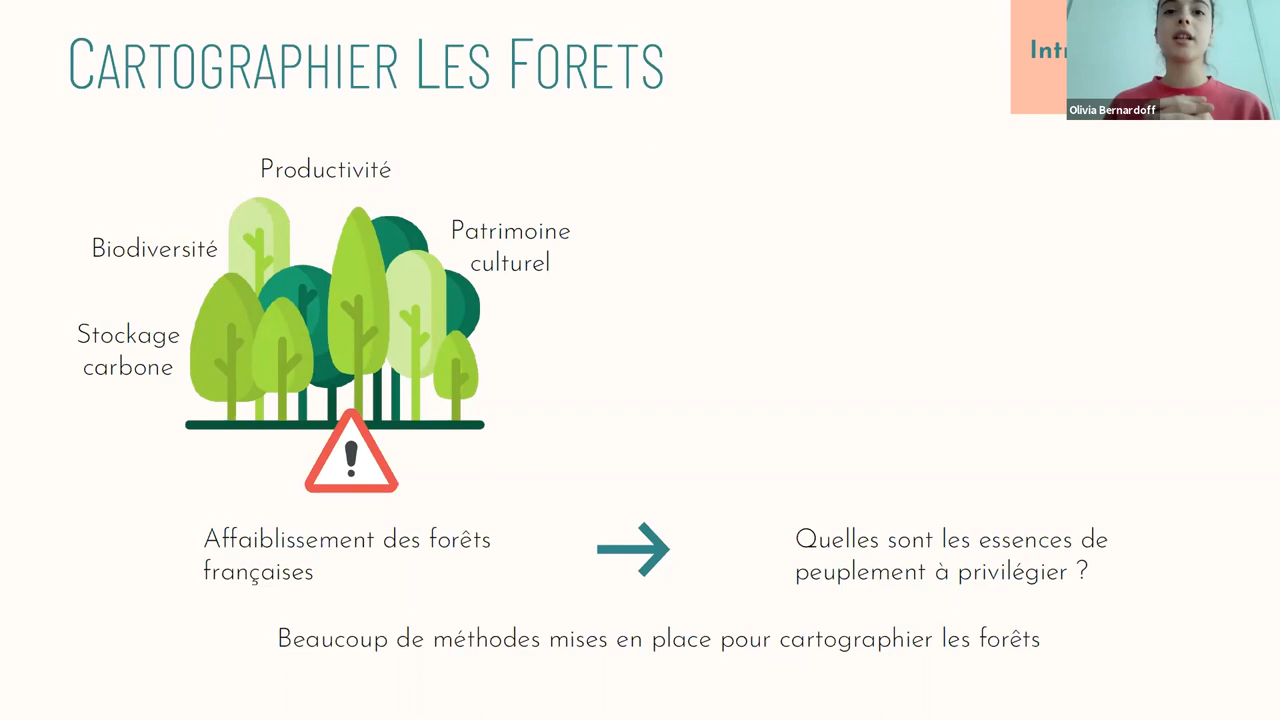 CARTOGRAPHIER LES FORETS
Olivia Bernardoff
Productivité
Patrimoine
culturel
Biodiversité
Stockage
carbone
Affaiblissement des forêts
françaises
Quelles sont les essences de
peuplement à privilégier ?
Beaucoup de méthodes mises en place pour cartographier les forêts